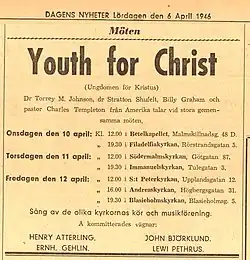 DAGENS NYHETER Lördagen den 6 April 1946
Möten
Youth for Christ
(Ungdomen för Kristus)
Dr Torrey M. Johnson, dr Stratton Shufelt, Billy Graham och
pastor Charles Templeton från Amerika talar vid stora gemen-
samma möten.
Onsdagen den 10 april: Kl. 12.00 i Betelkapellet, Malmskillnadsg. 48 D.
„ 19.30 i Filadelfiakyrkan, Rörstrandsgatan 5.
Torsdagen den 11 april: „ 12.00 i Södermalmskyrkan, Götgatan 87.
„ 19.30 i Immanuelskyrkan, Tulegatan 3.
Fredagen den 12 april: „ 12.00 i S:t Peterkyrkan, Upplandsgatan 12.
„ 16.00 i Andreaskyrkan, Högbergsgatan 31.
„ 19.30 i Blasieholmskyrkan, Blasieholmsg. 5.
Sång av de olika kyrkornas kör och musikförening.
A kommitterades vägnar:
HENRY ATTERLING. JOHN BJÖRKLUND.
ERNH. GEHLIN. LEWI PETHRUS.